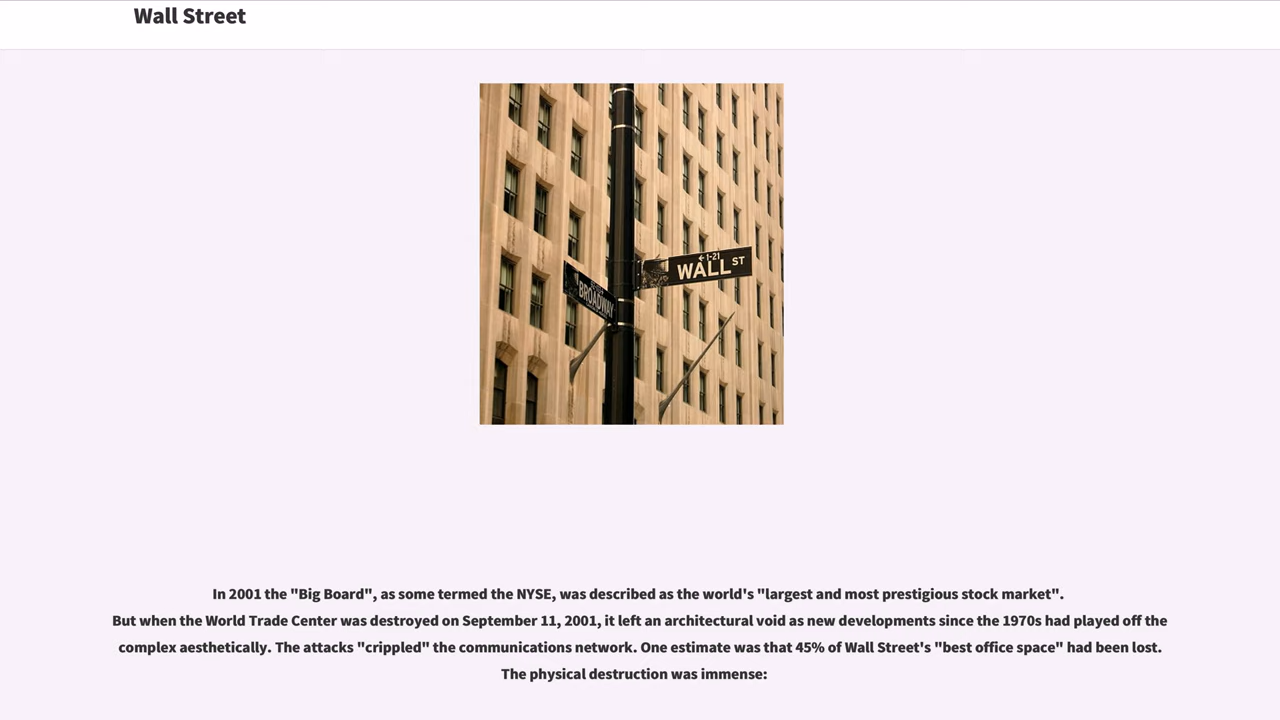 Wall Street
← 1-21
WALL ST
BROADWAY
In 2001 the "Big Board", as some termed the NYSE, was described as the world's "largest and most prestigious stock market".
But when the World Trade Center was destroyed on September 11, 2001, it left an architectural void as new developments since the 1970s had played off the
complex aesthetically. The attacks "crippled" the communications network. One estimate was that 45% of Wall Street's "best office space" had been lost.
The physical destruction was immense: